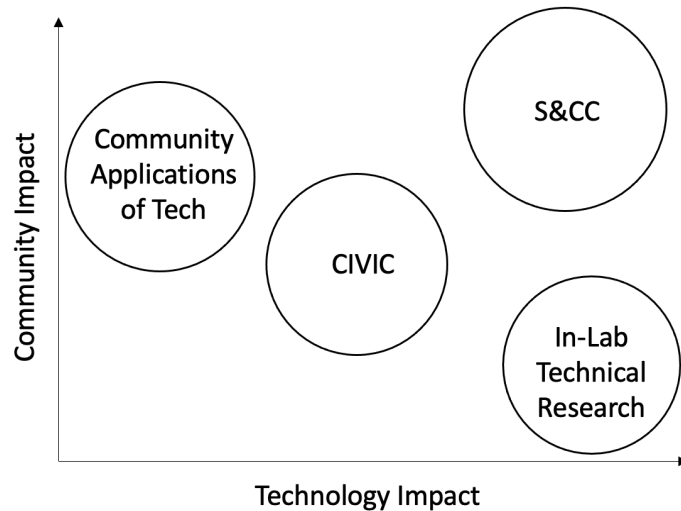 Community Impact
Community
Applications
of Tech
CIVIC
S&CC
In-Lab
Technical
Research
Technology Impact